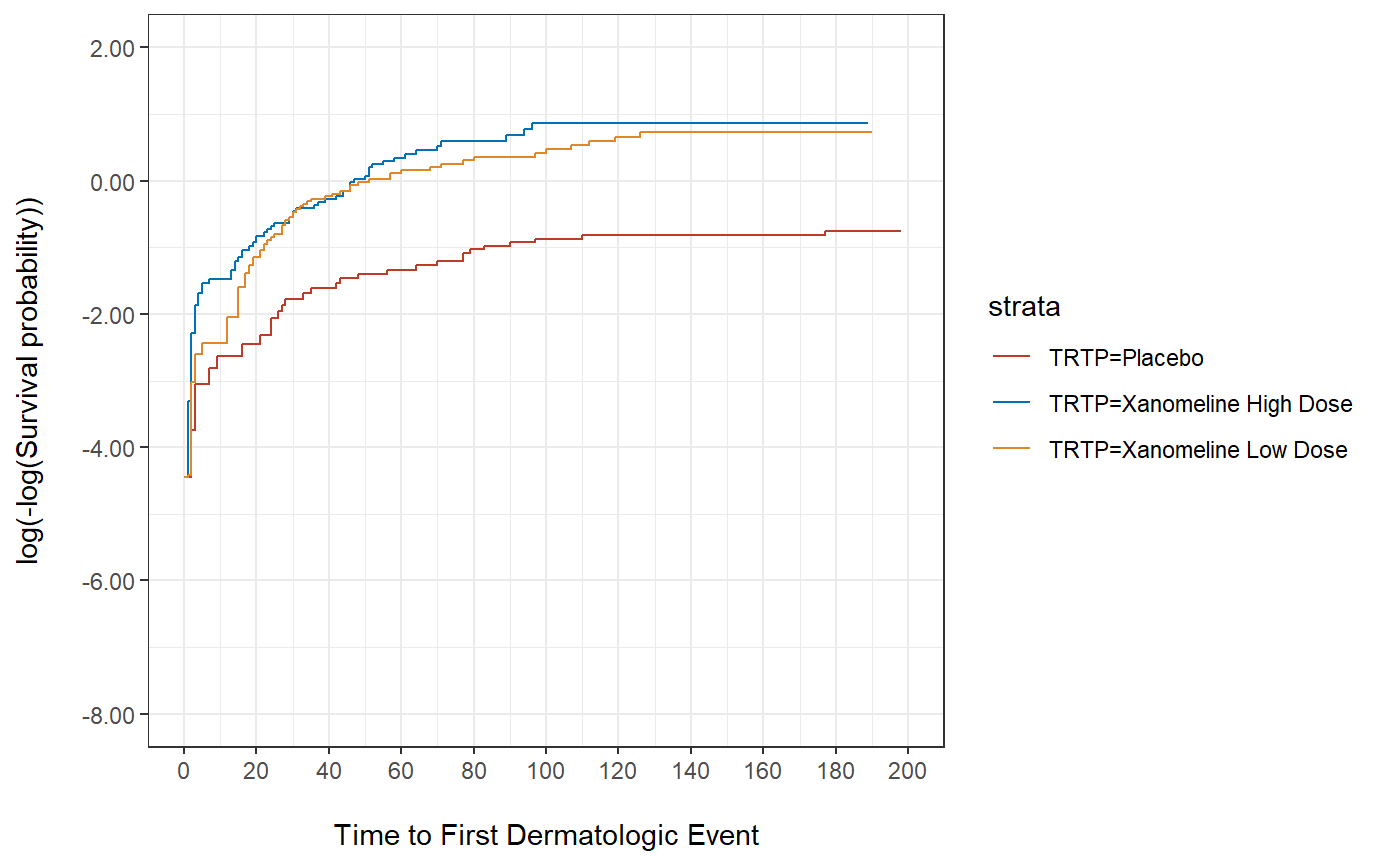 log(-log(Survival probability))
2.00
0.00
-2.00
-4.00
-6.00
-8.00
0 20 40 60 80 100 120 140 160 180 200
Time to First Dermatologic Event
strata
TRTP=Placebo
TRTP=Xanomeline High Dose
TRTP=Xanomeline Low Dose